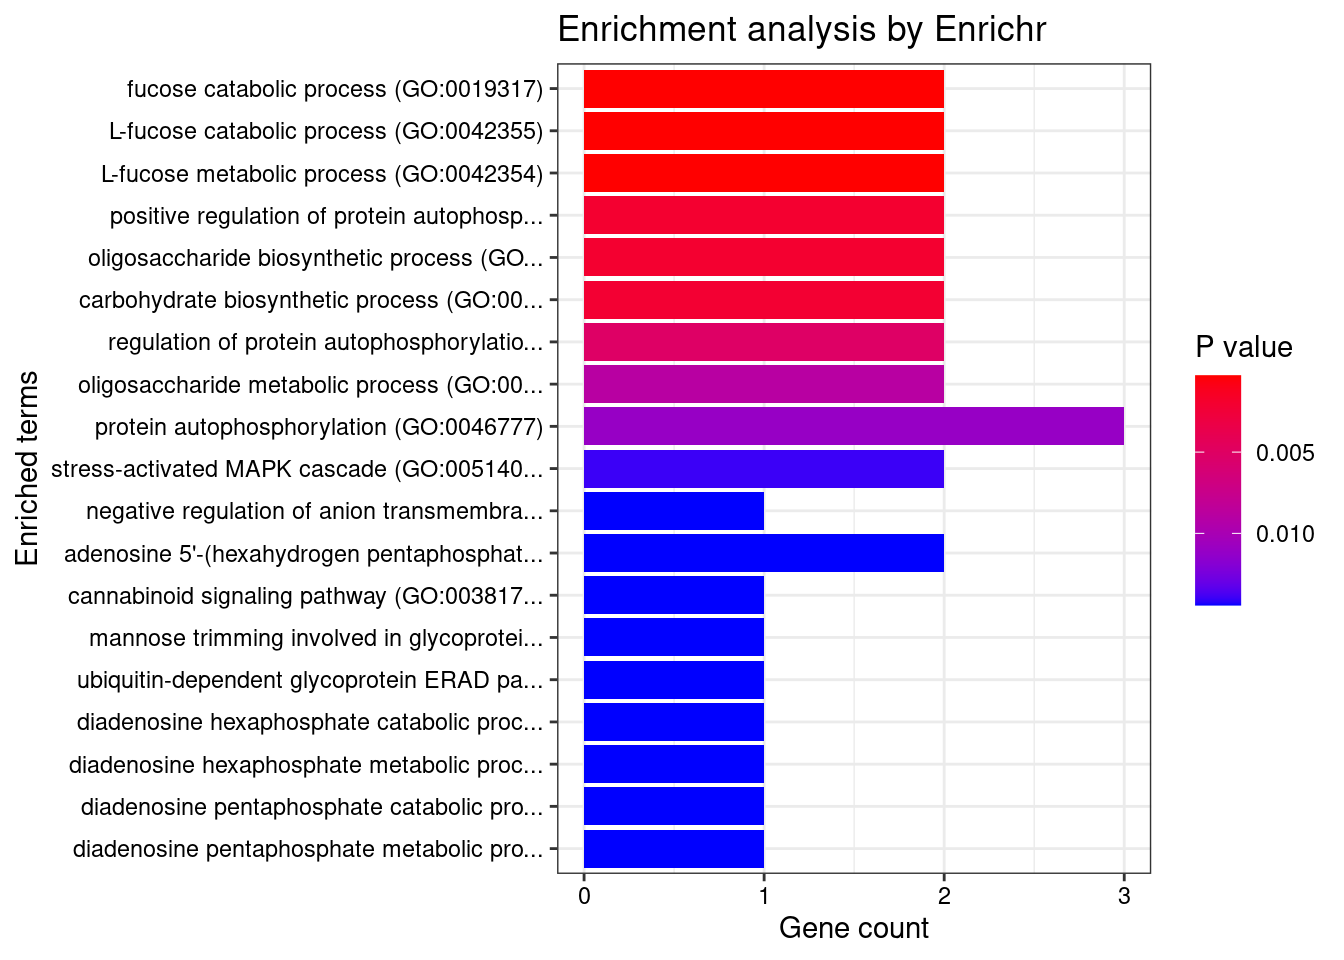 Enrichment analysis by Enrichr
Enriched terms
fucose catabolic process (GO:0019317)
L-fucose catabolic process (GO:0042355)
L-fucose metabolic process (GO:0042354)
positive regulation of protein autophosp...
oligosaccharide biosynthetic process (GO...
carbohydrate biosynthetic process (GO:00...
regulation of protein autophosphorylatio...
oligosaccharide metabolic process (GO:00...
protein autophosphorylation (GO:0046777)
stress-activated MAPK cascade (GO:005140...
negative regulation of anion transmembra...
adenosine 5'-(hexahydrogen pentaphosphat...
cannabinoid signaling pathway (GO:003817...
mannose trimming involved in glycoprotei...
ubiquitin-dependent glycoprotein ERAD pa...
diadenosine hexaphosphate catabolic proc...
diadenosine hexaphosphate metabolic proc...
diadenosine pentaphosphate catabolic pro...
diadenosine pentaphosphate metabolic pro...
0 1 2 3
Gene count
P value
0.005
0.010